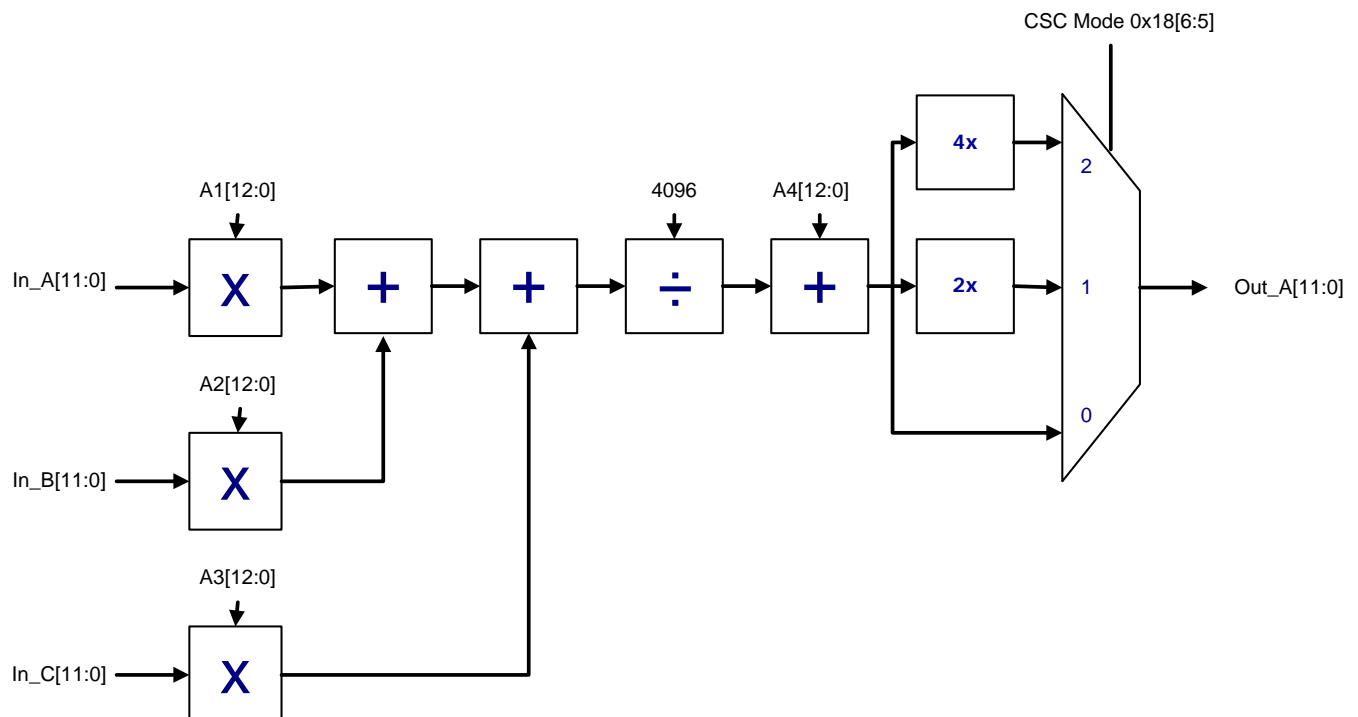 CSC Mode 0x18[6:5]
4x
2
A1[12:0]
4096
A4[12:0]
In_A[11:0]
X
+
+
÷
+
2x
1
Out_A[11:0]
A2[12:0]
0
In_B[11:0]
X
A3[12:0]
In_C[11:0]
X